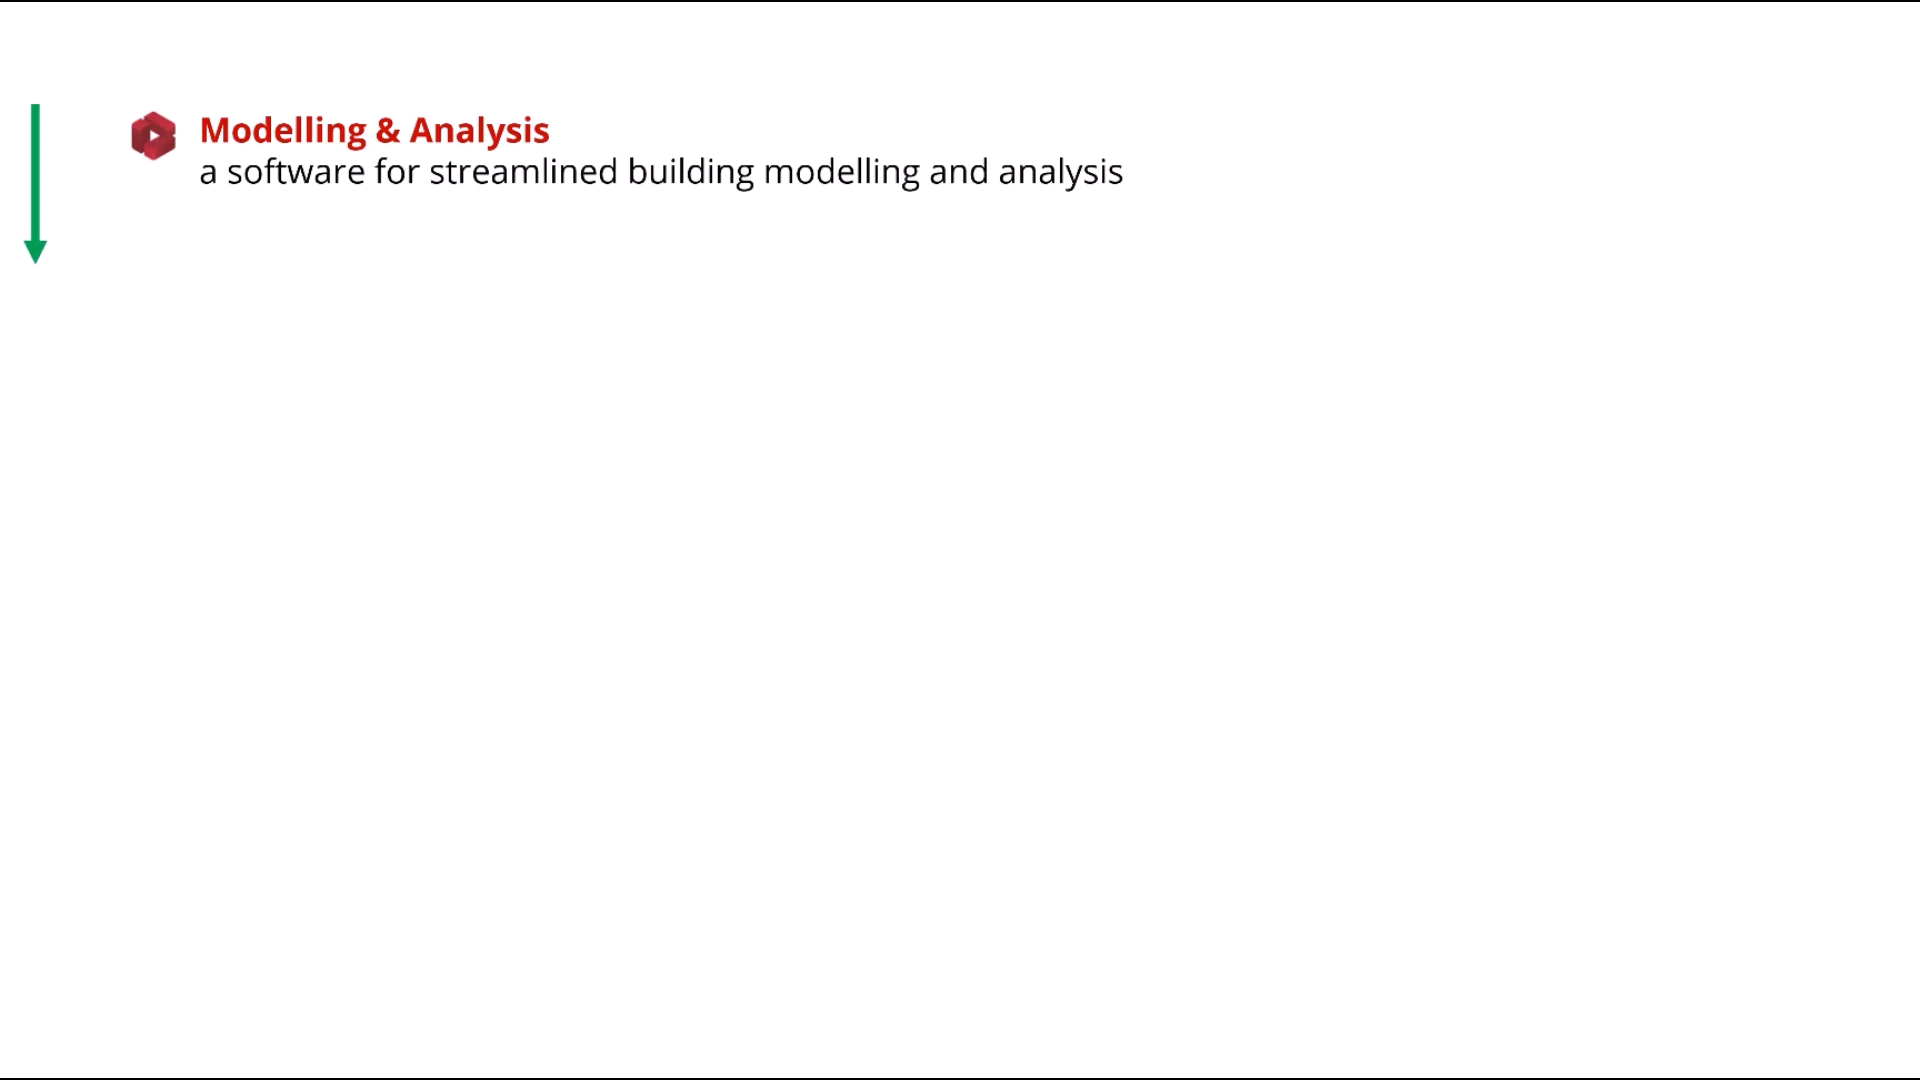 Modelling & Analysis
a software for streamlined building modelling and analysis